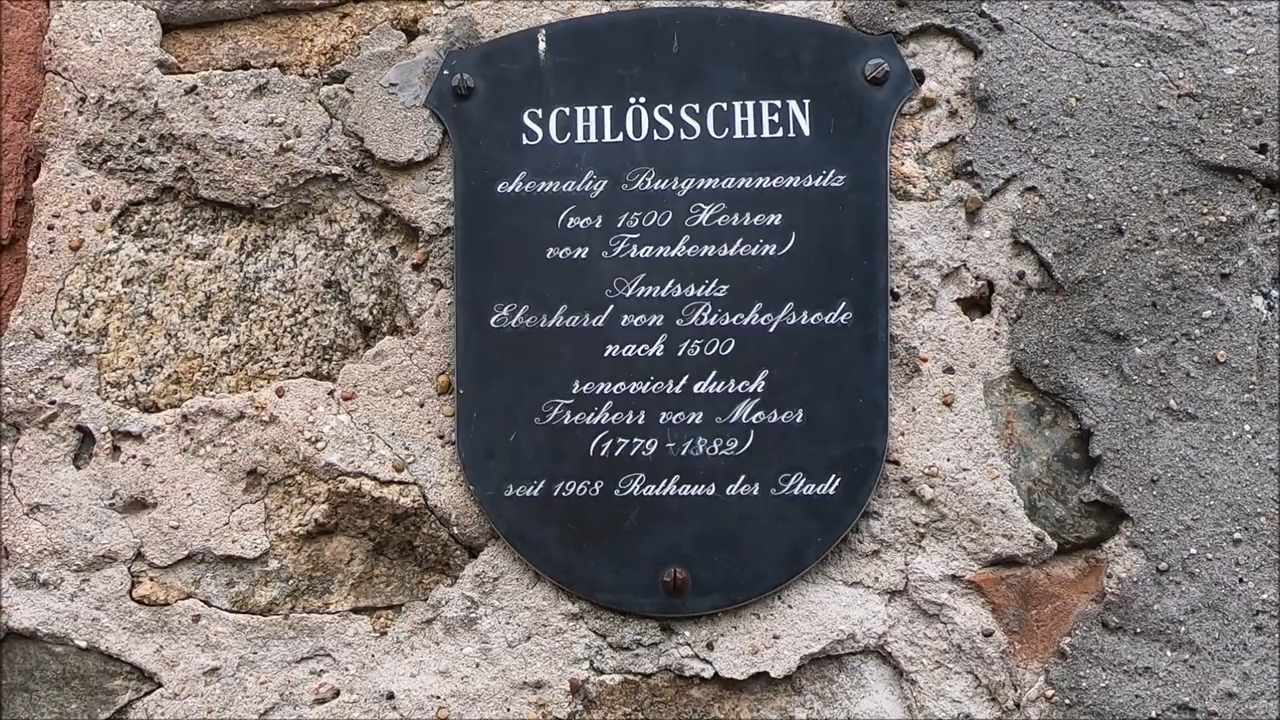 SCHLÖSSCHEN
ehemalig Burgmannensitz
(vor 1500 Herren
von Frankenstein)
Amtssitz
Eberhard von Bischofsrode
nach 1500
renoviert durch
Freiherr von Moser
(1779-1882)
seit 1968 Rathaus der Stadt